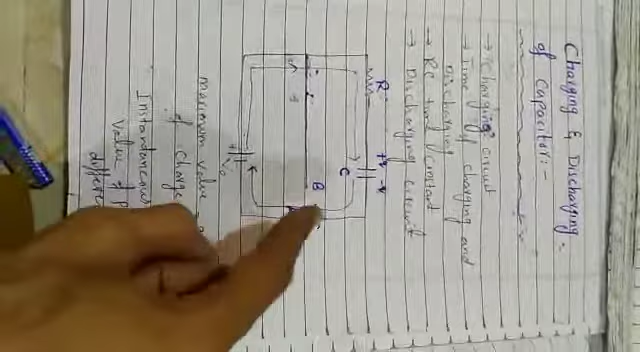 Charging & Discharging -
of Capacitor:-
→ Charging circuit
→ Time of charging and
discharging
→ RC time constant
→ Discharging circuit
R
C
B
V₀
maximum value
of charge
Instantaneous
value of